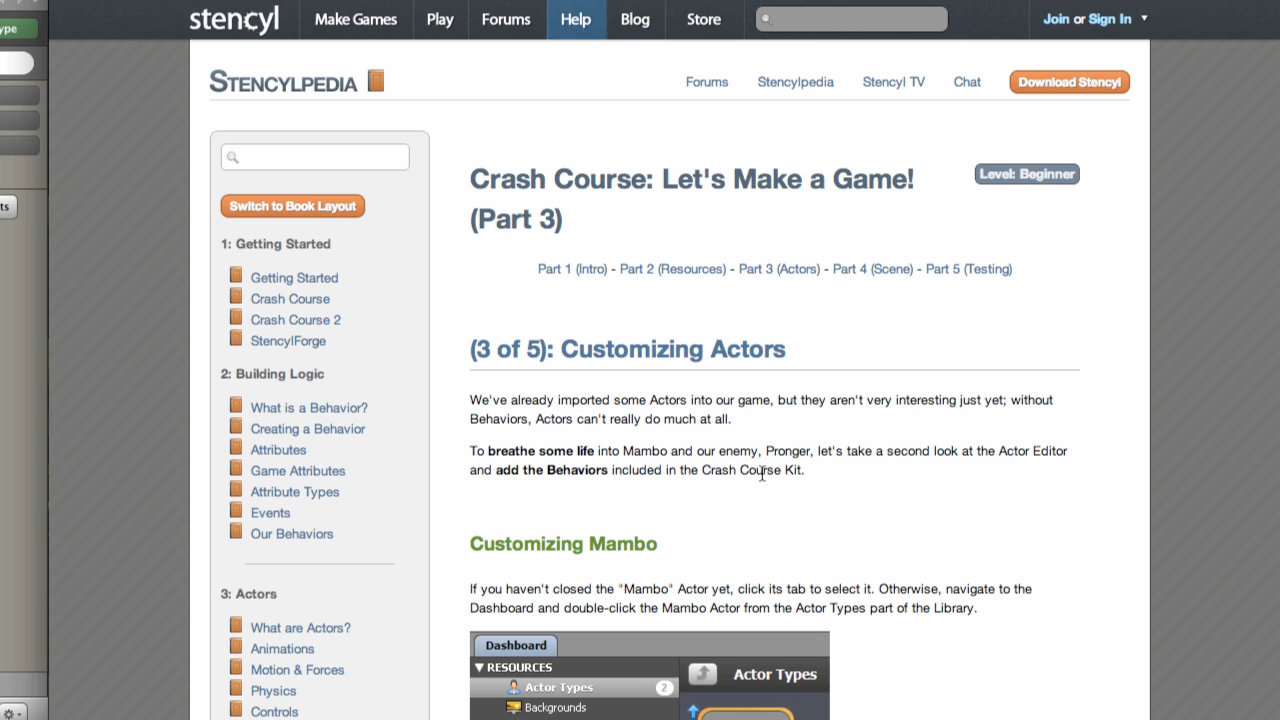 stencyl Make Games Play Forums Help Blog Store Join or Sign In
ype
STENCYLPEDIA Forums Stencylpedia Stencyl TV Chat Download Stencyl
ts
Switch to Book Layout
1: Getting Started
Getting Started
Crash Course
Crash Course 2
StencylForge
2: Building Logic
What is a Behavior?
Creating a Behavior
Attributes
Game Attributes
Attribute Types
Events
Our Behaviors
3: Actors
What are Actors?
Animations
Motion & Forces
Physics
Controls
Crash Course: Let's Make a Game!
(Part 3)
Level: Beginner
Part 1 (Intro) - Part 2 (Resources) - Part 3 (Actors) - Part 4 (Scene) - Part 5 (Testing)
(3 of 5): Customizing Actors
We've already imported some Actors into our game, but they aren't very interesting just yet; without
Behaviors, Actors can't really do much at all.
To breathe some life into Mambo and our enemy, Pronger, let's take a second look at the Actor Editor
and add the Behaviors included in the Crash Course Kit.
Customizing Mambo
If you haven't closed the "Mambo" Actor yet, click its tab to select it. Otherwise, navigate to the
Dashboard and double-click the Mambo Actor from the Actor Types part of the Library.
Dashboard
RESOURCES
Actor Types 2
Backgrounds
Actor Types